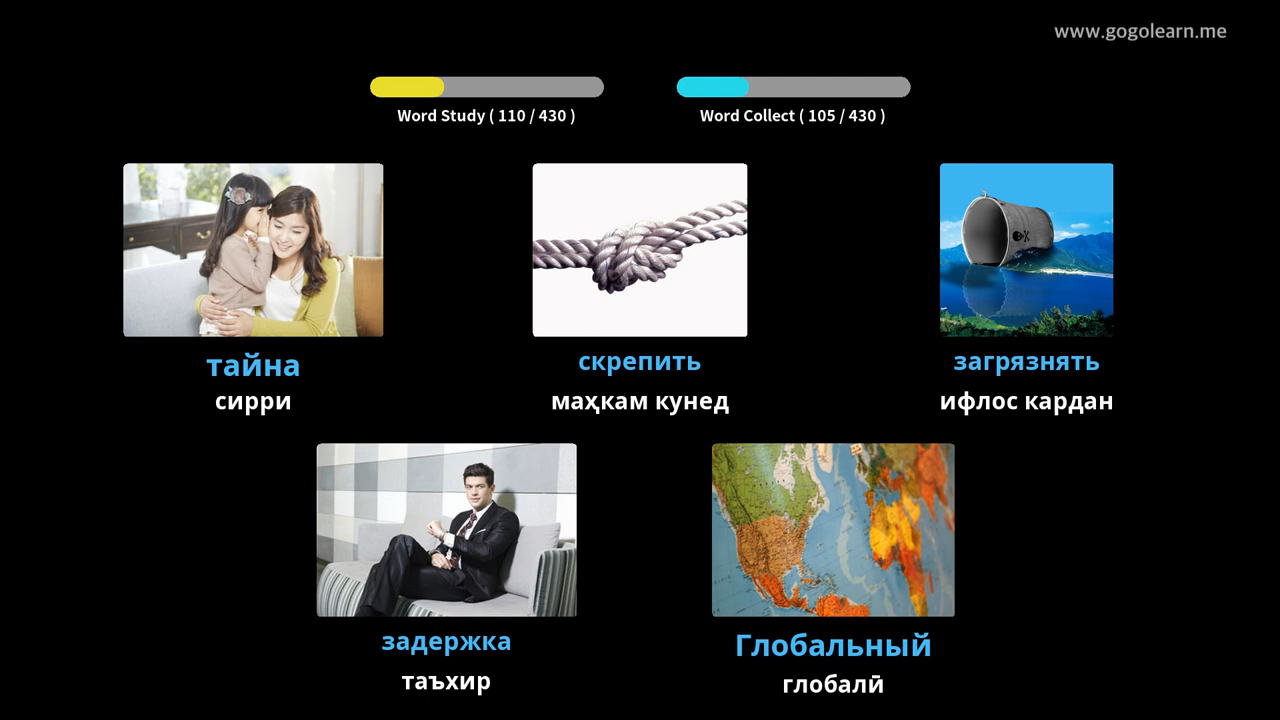 www.gogolearn.me
Word Study ( 110 / 430 )
Word Collect ( 105 / 430 )
тайна
сирри
скрепить
маҳкам кунед
загрязнять
ифлос кардан
задержка
таъхир
Глобальный
глобалӣ